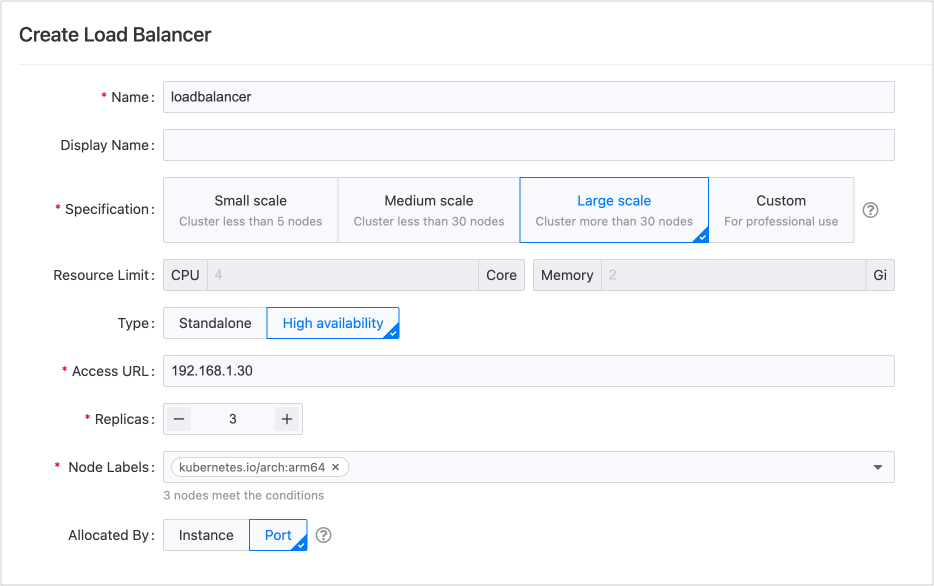 Create Load Balancer
* Name: loadbalancer
Display Name:
* Specification: Small scale Medium scale Large scale Custom
Cluster less than 5 nodes Cluster less than 30 nodes Cluster more than 30 nodes For professional use
Resource Limit: CPU 4 Core Memory 2 Gi
Type: Standalone High availability
* Access URL: 192.168.1.30
* Replicas: − 3 +
* Node Labels: kubernetes.io/arch:arm64 ×
3 nodes meet the conditions
Allocated By: Instance Port ?